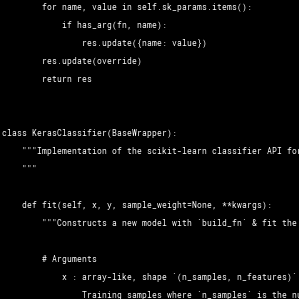 for name, value in self.sk_params.items():
if has_arg(fn, name):
res.update({name: value})
res.update(override)
return res
class KerasClassifier(BaseWrapper):
"""Implementation of the scikit-learn classifier API for
"""
def fit(self, x, y, sample_weight=None, **kwargs):
"""Constructs a new model with `build_fn` & fit the
# Arguments
x : array-like, shape `(n_samples, n_features)`
Training samples where `n_samples` is the